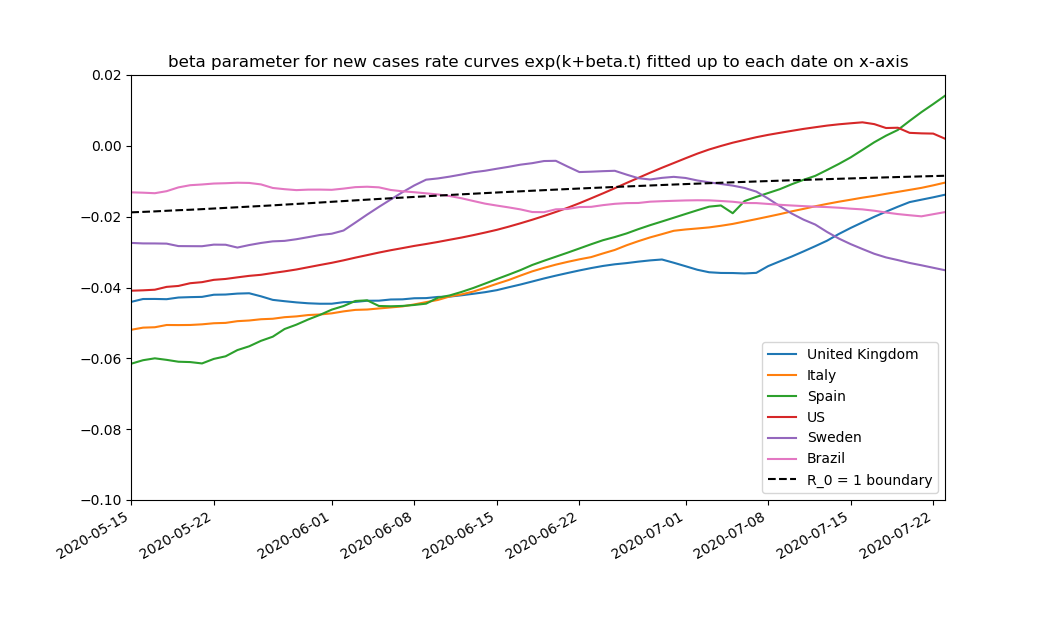 beta parameter for new cases rate curves exp(k+beta.t) fitted up to each date on x-axis
0.02
0.00
−0.02
−0.04
−0.06
−0.08
−0.10
United Kingdom
Italy
Spain
US
Sweden
Brazil
R_0 = 1 boundary
2020-05-15
2020-05-22
2020-06-01
2020-06-08
2020-06-15
2020-06-22
2020-07-01
2020-07-08
2020-07-15
2020-07-22